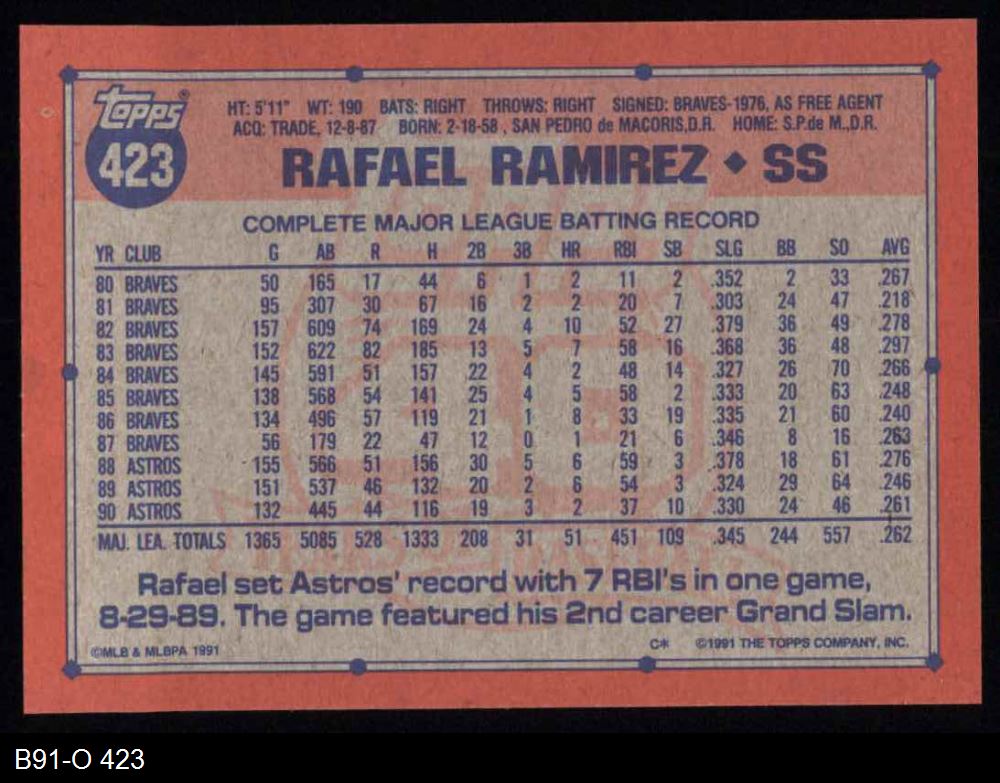 topps®
423
HT: 5'11" WT: 190 BATS: RIGHT THROWS: RIGHT SIGNED: BRAVES-1976, AS FREE AGENT
ACQ: TRADE, 12-8-87 BORN: 2-18-58 , SAN PEDRO de MACORIS,D.R. HOME: S.P.de M.,D.R.
RAFAEL RAMIREZ ◆ SS
COMPLETE MAJOR LEAGUE BATTING RECORD
YR CLUB G AB R H 2B 3B HR RBI SB SLG BB SO AVG
80 BRAVES 50 165 17 44 6 1 2 11 2 .352 2 33 .267
81 BRAVES 95 307 30 67 16 2 2 20 7 .303 24 47 .218
82 BRAVES 157 609 74 169 24 4 10 52 27 .379 36 49 .278
83 BRAVES 152 622 82 185 13 5 7 58 16 .368 36 48 .297
84 BRAVES 145 591 51 157 22 4 2 48 14 .327 26 70 .266
85 BRAVES 138 568 54 141 25 4 5 58 2 .333 20 63 .248
86 BRAVES 134 496 57 119 21 1 8 33 19 .335 21 60 .240
87 BRAVES 56 179 22 47 12 0 1 21 6 .346 8 16 .263
88 ASTROS 155 566 51 156 30 5 6 59 3 .378 18 61 .276
89 ASTROS 151 537 46 132 20 2 6 54 3 .324 29 64 .246
90 ASTROS 132 445 44 116 19 3 2 37 10 .330 24 46 .261
MAJ. LEA. TOTALS 1365 5085 528 1333 208 31 51 451 109 .345 244 557 .262
Rafael set Astros' record with 7 RBI's in one game,
8-29-89. The game featured his 2nd career Grand Slam.
©MLB & MLBPA 1991 C* ©1991 THE TOPPS COMPANY, INC.
B91-O 423